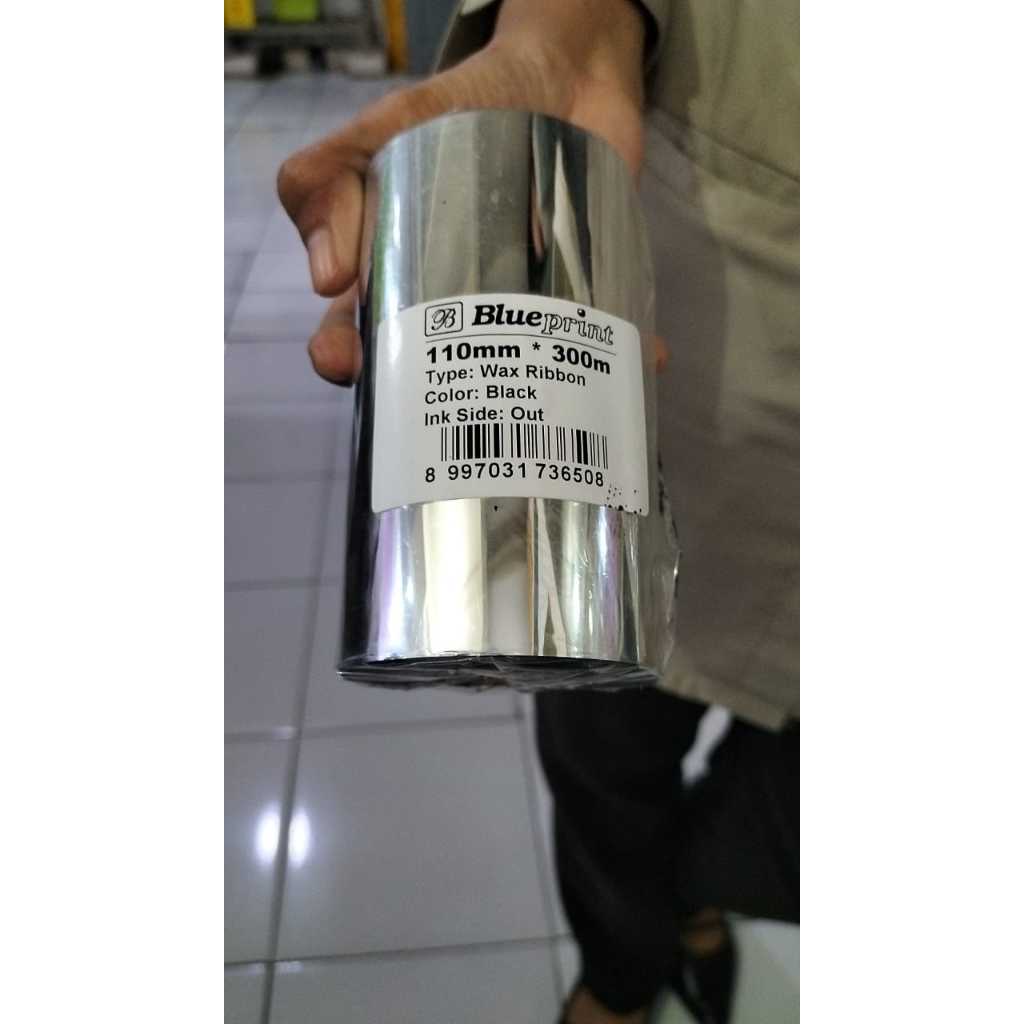 B Blueprint
110mm * 300m
Type: Wax Ribbon
Color: Black
Ink Side: Out
8 997031 736508